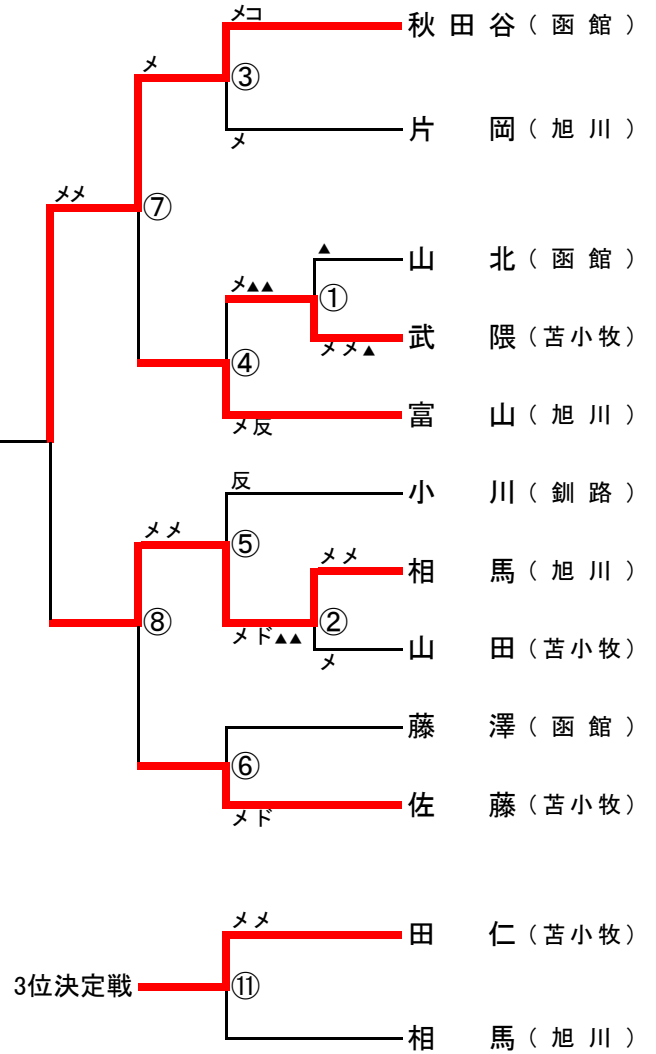 メコ
秋田谷（函館）
メ
③
片岡（旭川）
メ
メメ
⑦
▲
山北（函館）
メ▲▲
①
武隈（苫小牧）
メメ▲
④
富山（旭川）
メ反
反
小川（釧路）
メメ
⑤
メメ
相馬（旭川）
⑧
②
メド▲▲
山田（苫小牧）
メ
藤澤（函館）
⑥
佐藤（苫小牧）
メド
メメ
田仁（苫小牧）
3位決定戦
⑪
相馬（旭川）